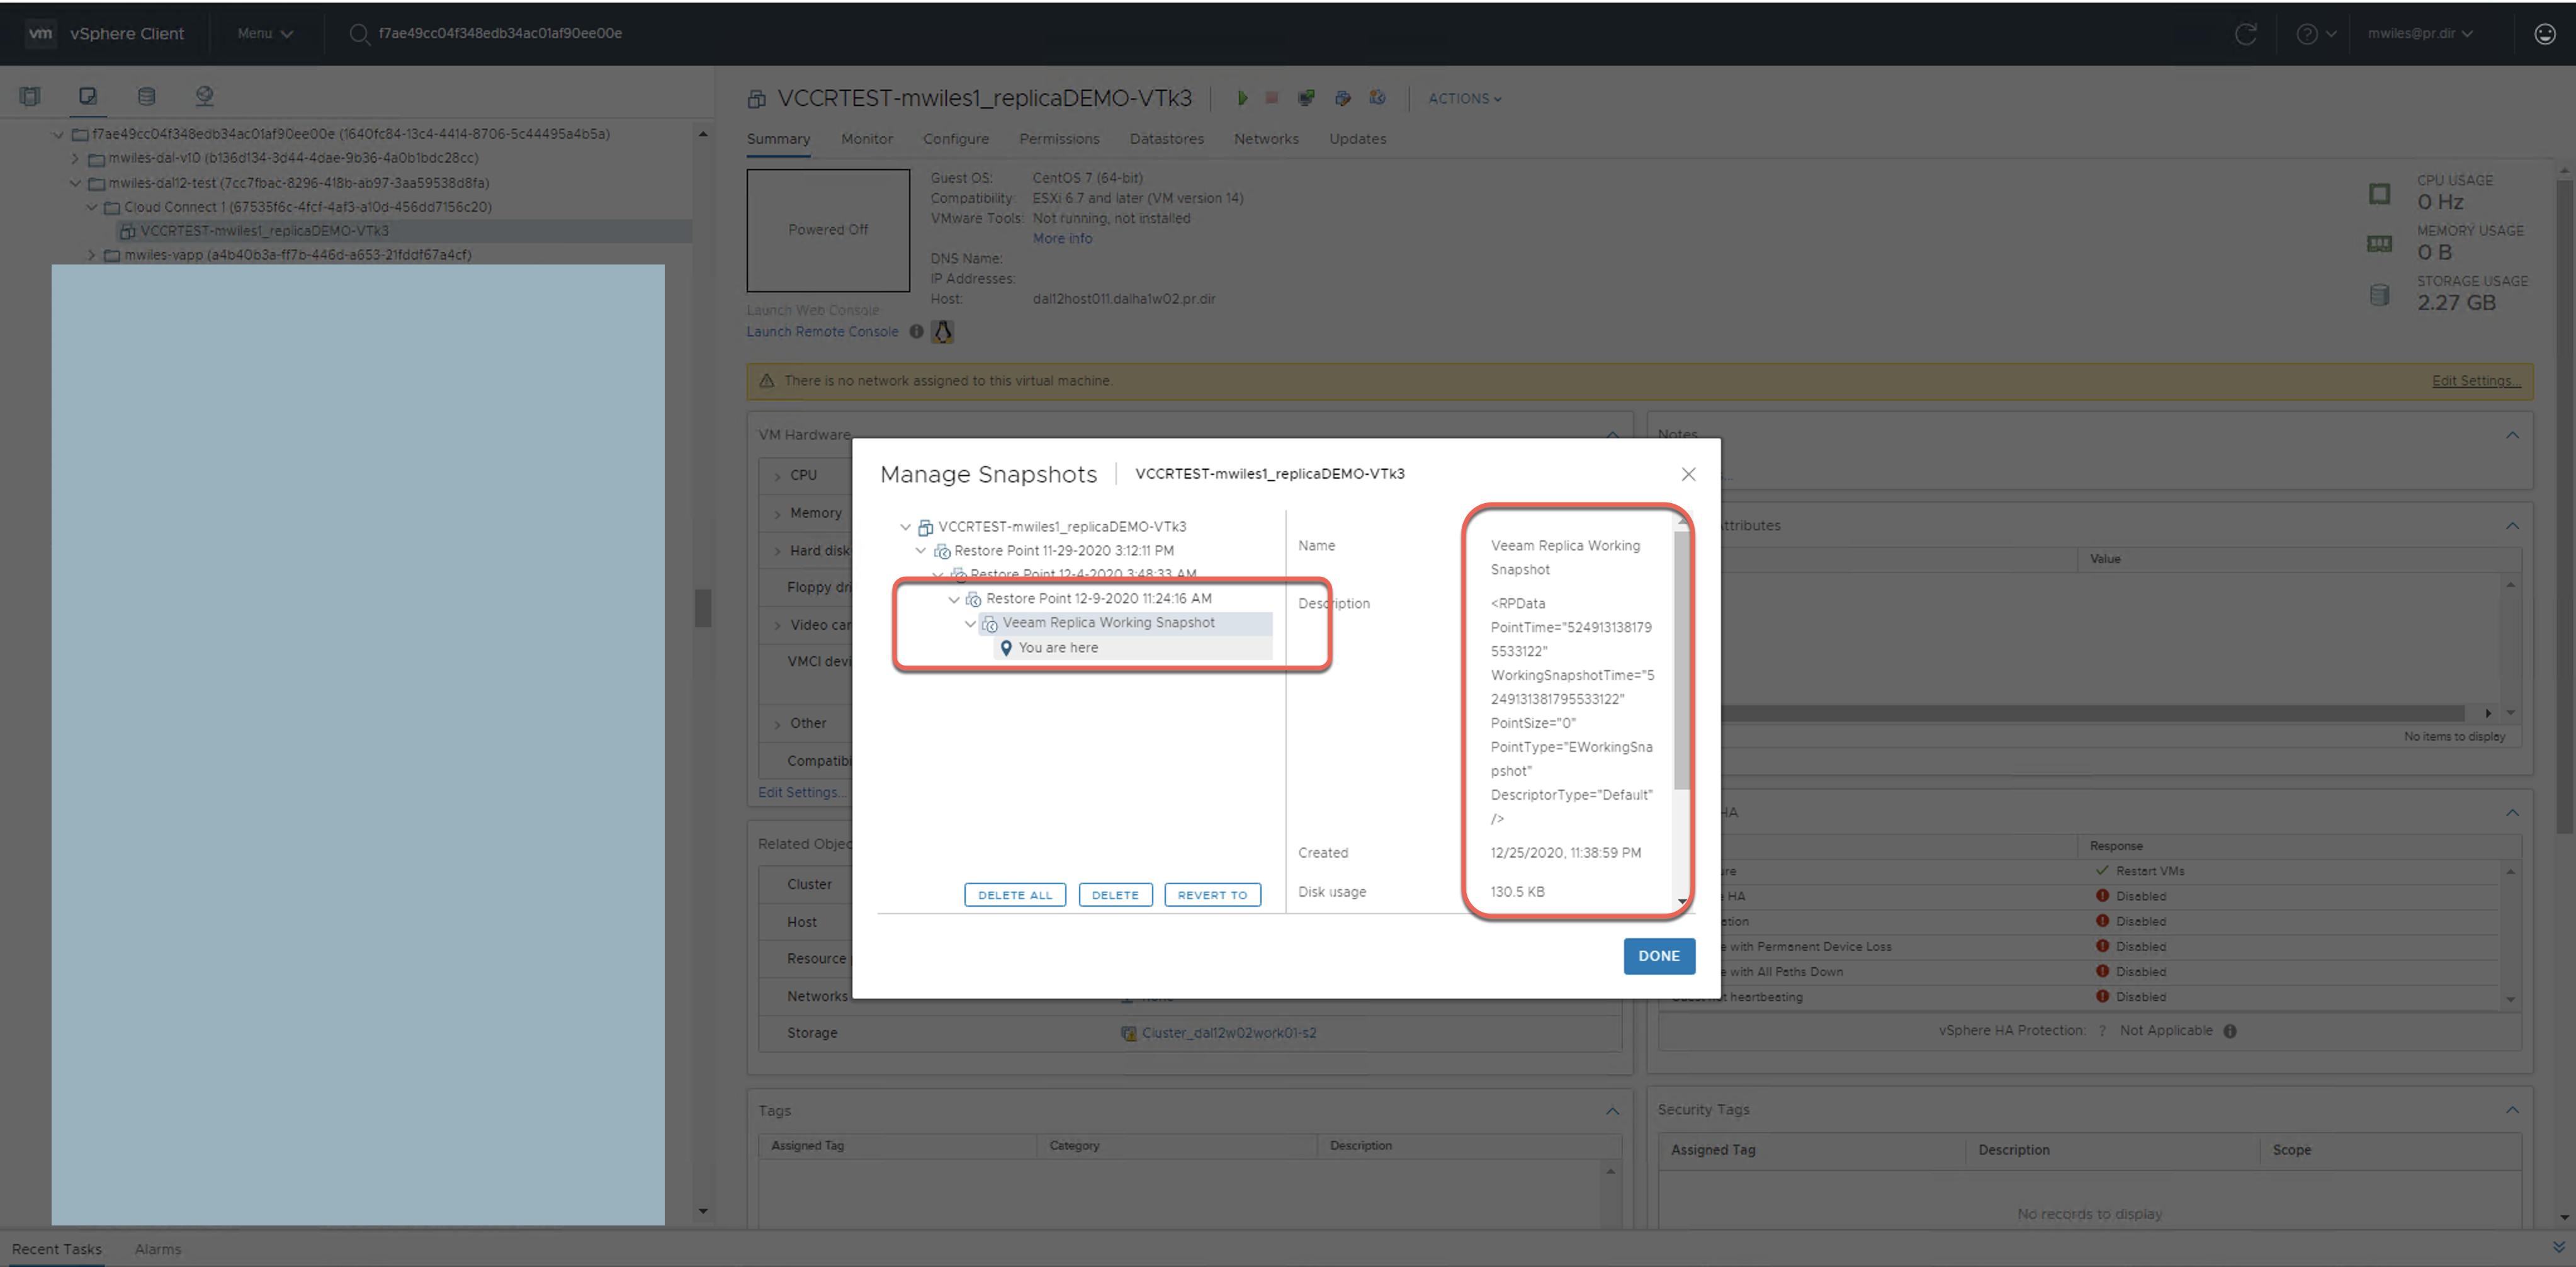 vm vSphere Client Menu f7ae49cc04f348edb34ac01af90ee00e mwiles@pr.dir
f7ae49cc04f348edb34ac01af90ee00e (1640fc84-13c4-4414-8706-5c44495a4b5a)
mwiles-dal-v10 (b136d134-3d44-4dae-9b36-4a0b1bdc28cc)
mwiles-dal12-test (7cc7fbac-8296-418b-ab97-3aa59538d8fa)
Cloud Connect 1 (67535f6c-4fcf-4af3-a10d-456dd7156c20)
VCCRTEST-mwiles1_replicaDEMO-VTk3
mwiles-vapp (a4b40b3a-ff7b-446d-a653-21fddf67a4cf)
VCCRTEST-mwiles1_replicaDEMO-VTk3 ACTIONS
Summary Monitor Configure Permissions Datastores Networks Updates
Powered Off
Launch Web Console
Launch Remote Console
Guest OS: CentOS 7 (64-bit)
Compatibility: ESXi 6.7 and later (VM version 14)
VMware Tools: Not running, not installed
More info
DNS Name:
IP Addresses:
Host: dal12host011.dalha1w02.pr.dir
CPU USAGE
0 Hz
MEMORY USAGE
0 B
STORAGE USAGE
2.27 GB
There is no network assigned to this virtual machine. Edit Settings...
VM Hardware
CPU
Memory
Hard disk
Floppy dri
Video car
VMCI devi
Other
Compatibi
Edit Settings...
Related Objec
Cluster
Host
Resource
Networks
Storage Cluster_dal12w02work01-s2
Tags
Assigned Tag Category Description
Notes
...
ttributes
Value
No items to display
HA
Response
ure Restart VMs
HA Disabled
ation Disabled
e with Permanent Device Loss Disabled
e with All Paths Down Disabled
t heartbeating Disabled
vSphere HA Protection: ? Not Applicable
Security Tags
Assigned Tag Description Scope
No records to display
Manage Snapshots VCCRTEST-mwiles1_replicaDEMO-VTk3
VCCRTEST-mwiles1_replicaDEMO-VTk3
Restore Point 11-29-2020 3:12:11 PM
Restore Point 12-4-2020 3:48:33 AM
Restore Point 12-9-2020 11:24:16 AM
Veeam Replica Working Snapshot
You are here
DELETE ALL DELETE REVERT TO
Name Veeam Replica Working
Snapshot
Description <RPData
PointTime="524913138179
5533122"
WorkingSnapshotTime="5
249131381795533122"
PointSize="0"
PointType="EWorkingSna
pshot"
DescriptorType="Default"
/>
Created 12/25/2020, 11:38:59 PM
Disk usage 130.5 KB
DONE
Recent Tasks Alarms